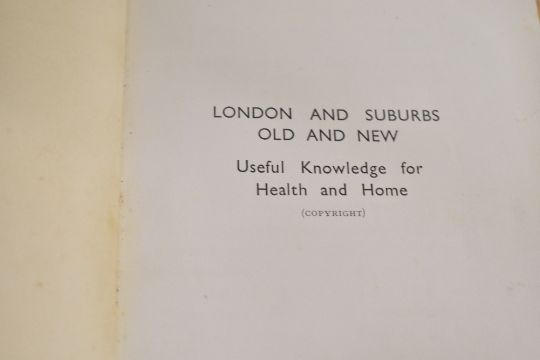 LONDON AND SUBURBS
OLD AND NEW
Useful Knowledge for
Health and Home
(COPYRIGHT)